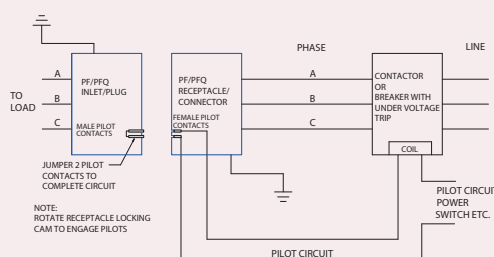 PHASE
LINE
A
B
C
TO
LOAD
PF/PFQ
INLET/PLUG
MALE PILOT
CONTACTS
PF/PFQ
RECEPTACLE/
CONNECTOR
FEMALE PILOT
CONTACTS
A
B
C
CONTACTOR
OR
BREAKER WITH
UNDER VOLTAGE
TRIP
COIL
JUMPER 2 PILOT
CONTACTS TO
COMPLETE CIRCUIT
NOTE:
ROTATE RECEPTACLE LOCKING
CAM TO ENGAGE PILOTS
PILOT CIRCUIT
POWER
SWITCH ETC.
PILOT CIRCUIT